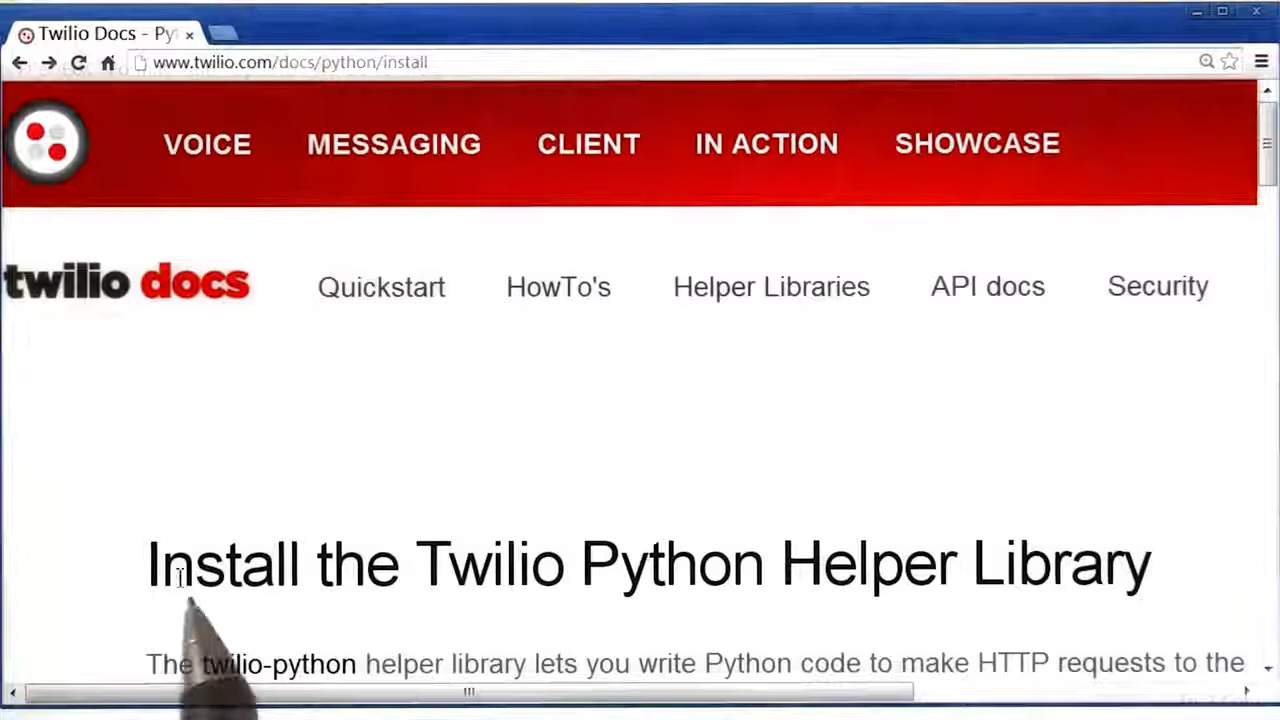 Twilio Docs - Py
www.twilio.com/docs/python/install
VOICE MESSAGING CLIENT IN ACTION SHOWCASE
twilio docs Quickstart HowTo's Helper Libraries API docs Security
Install the Twilio Python Helper Library
The twilio-python helper library lets you write Python code to make HTTP requests to the